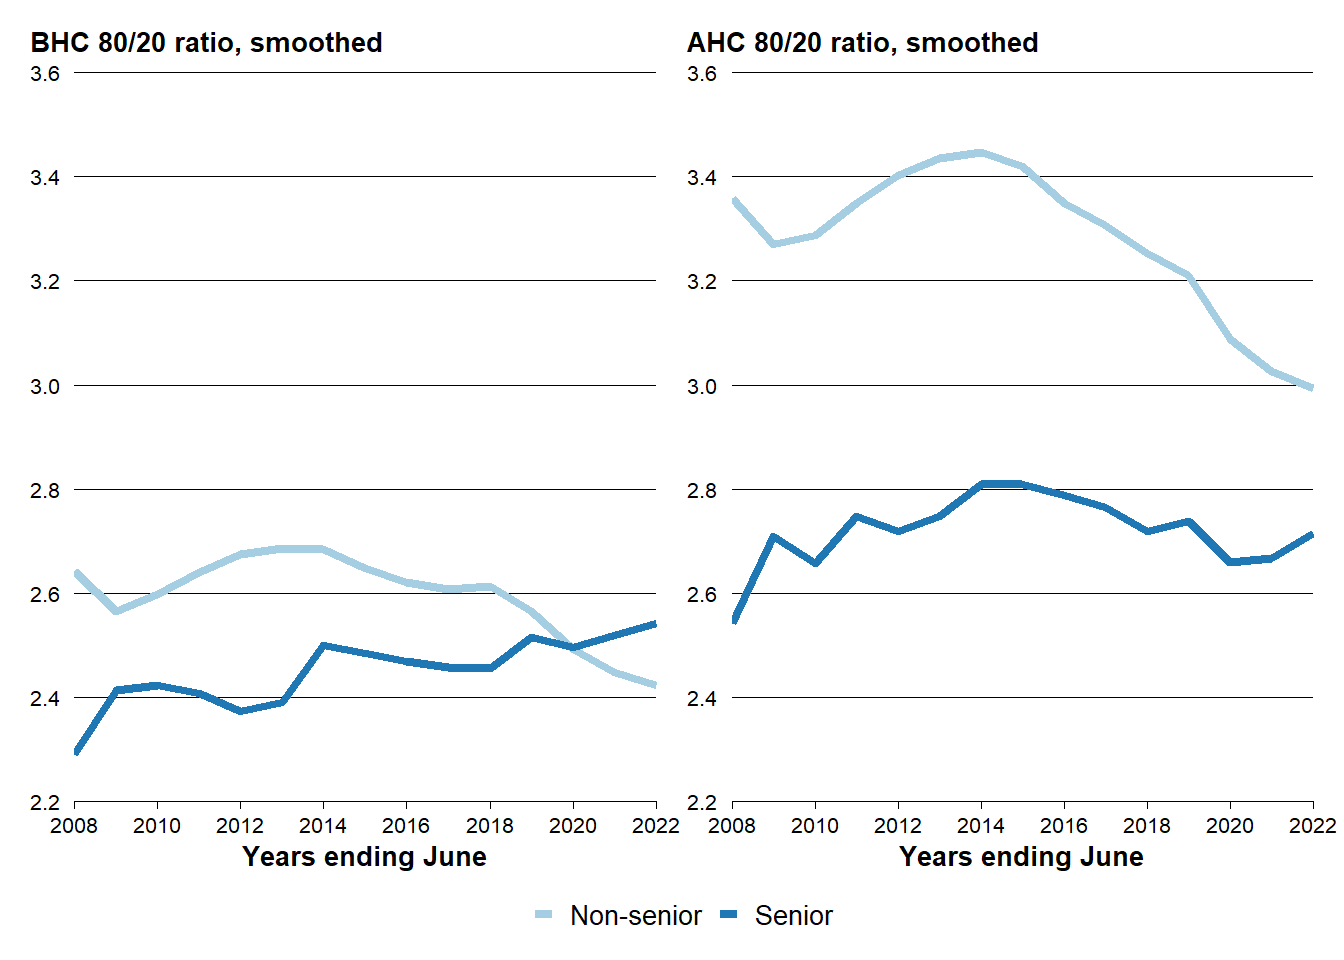 BHC 80/20 ratio, smoothed
3.6
3.4
3.2
3.0
2.8
2.6
2.4
2.2
2008 2010 2012 2014 2016 2018 2020 2022
Years ending June
AHC 80/20 ratio, smoothed
3.6
3.4
3.2
3.0
2.8
2.6
2.4
2.2
2008 2010 2012 2014 2016 2018 2020 2022
Years ending June
Non-senior Senior